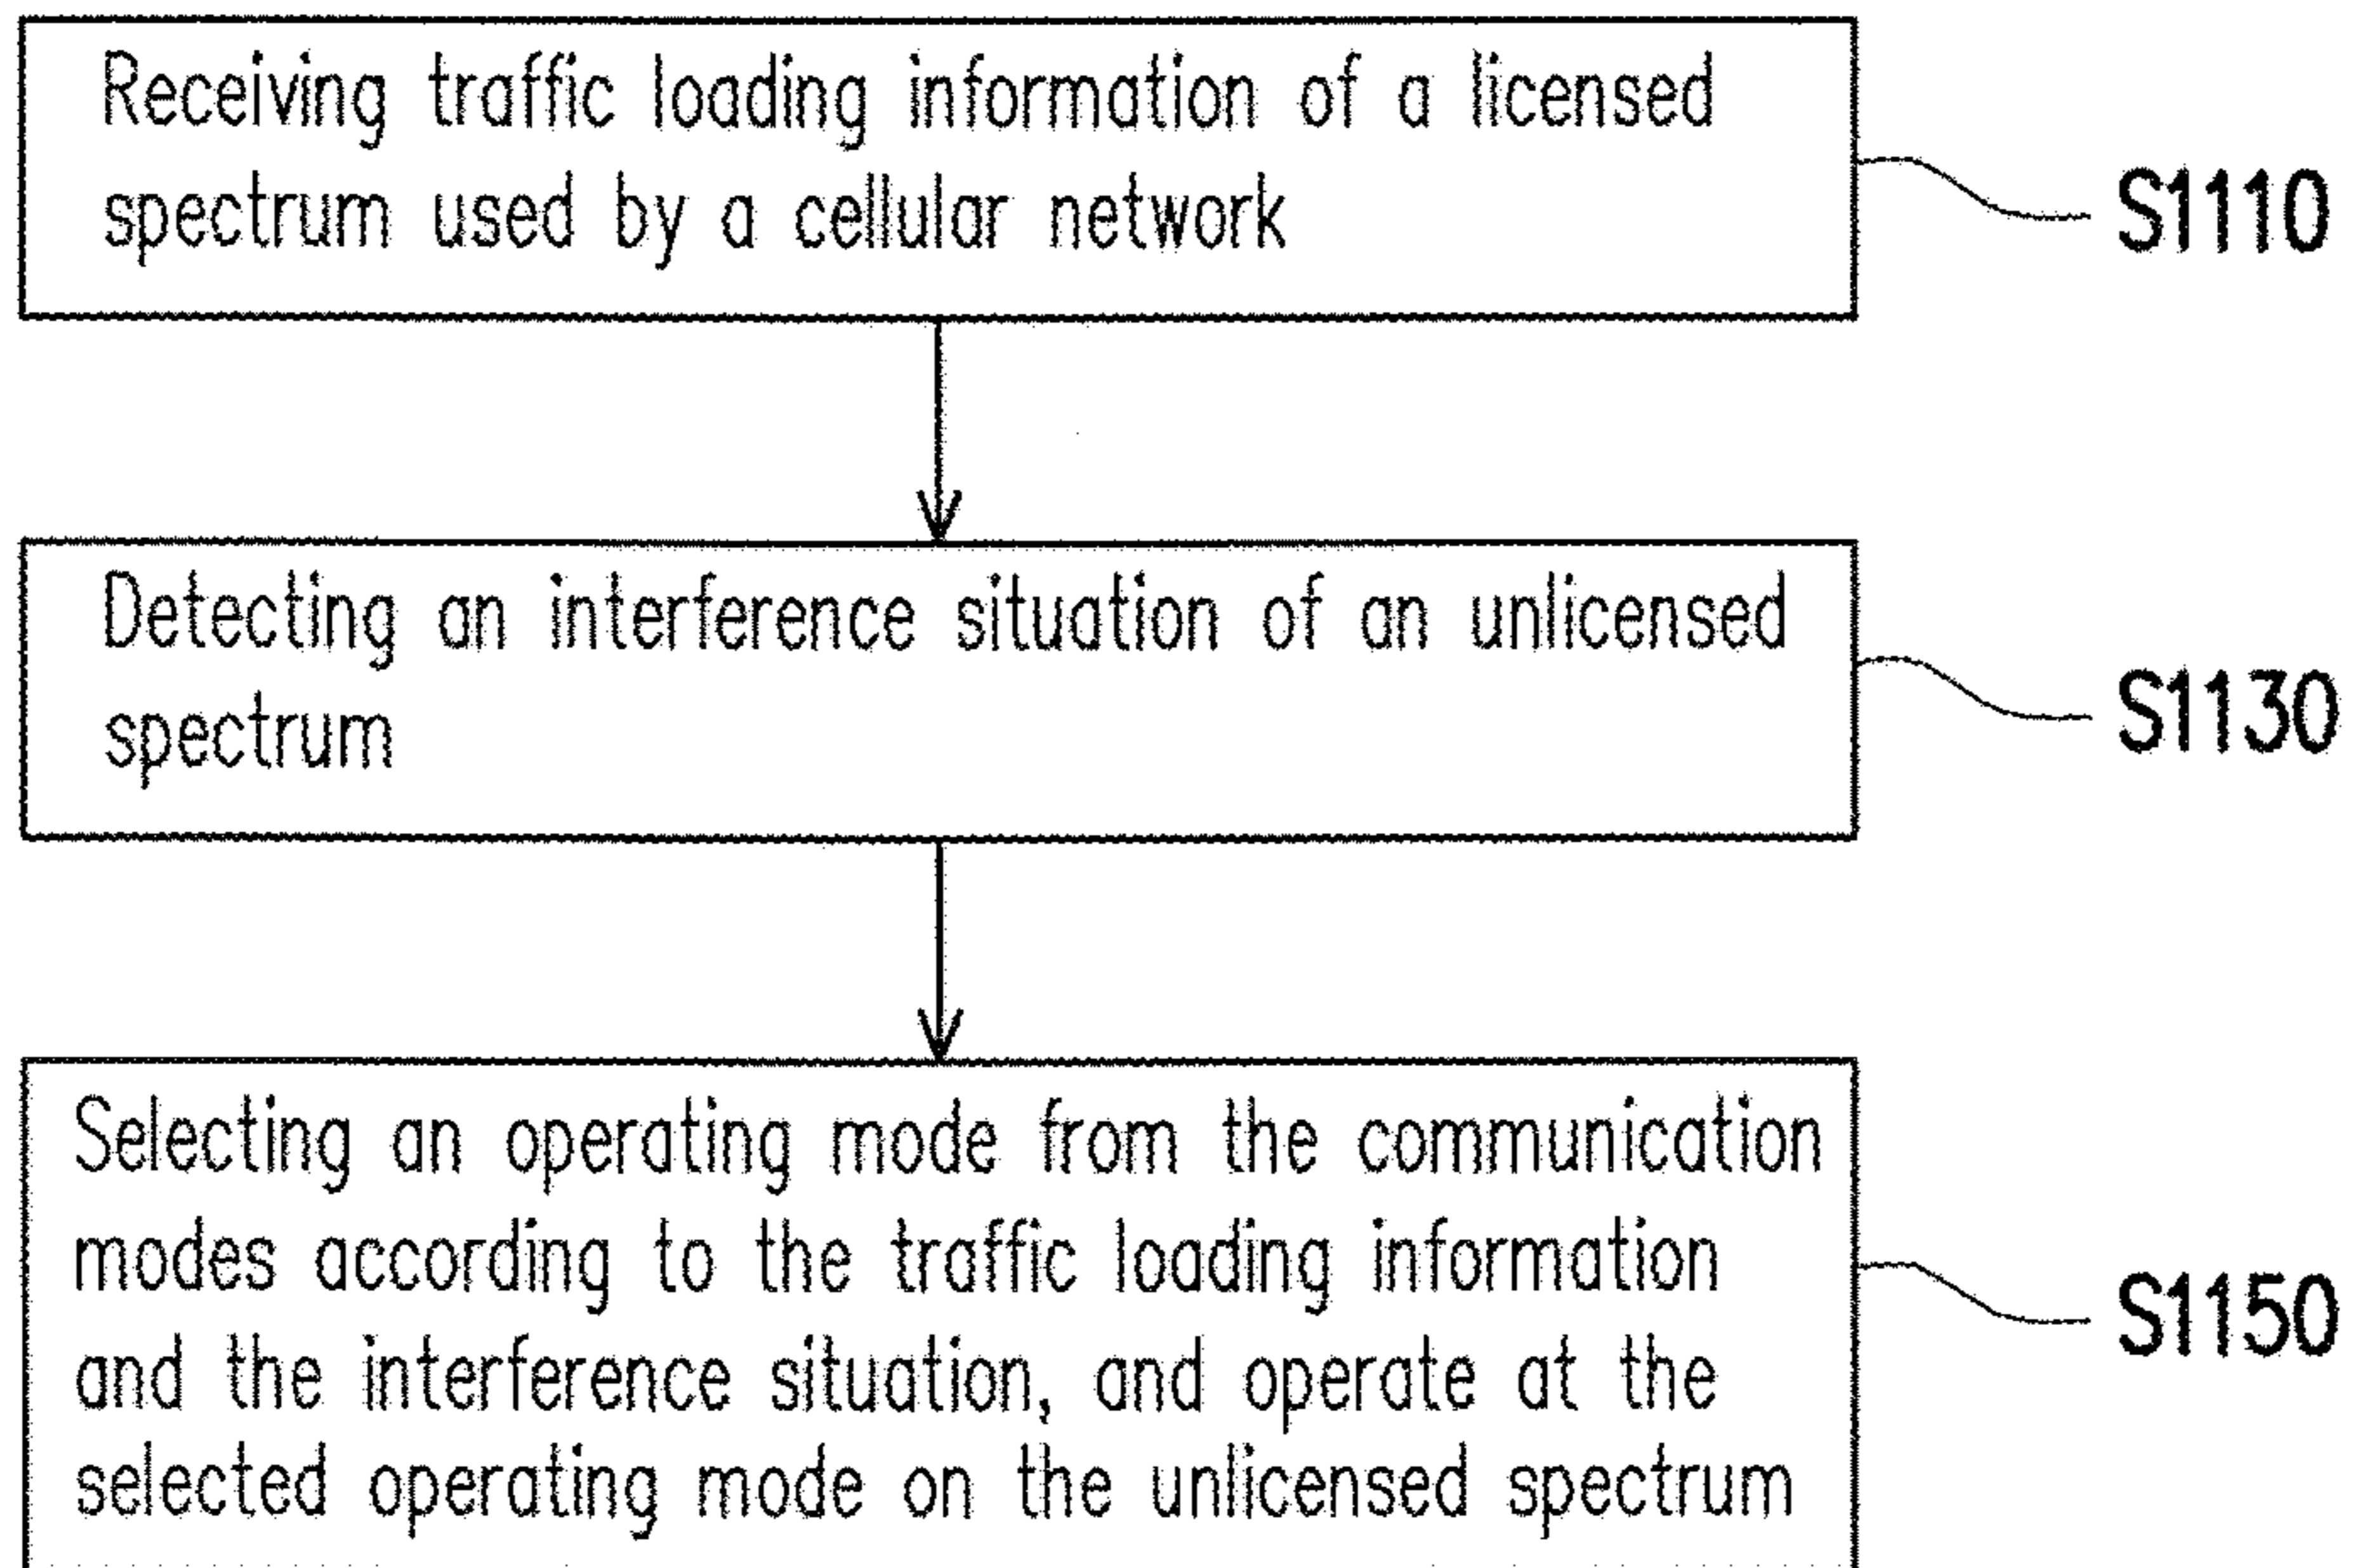 Receiving traffic loading information of a licensed
spectrum used by a cellular network
S1110
Detecting an interference situation of an unlicensed
spectrum
S1130
Selecting an operating mode from the communication
modes according to the traffic loading information
and the interference situation, and operate at the
selected operating mode on the unlicensed spectrum
S1150